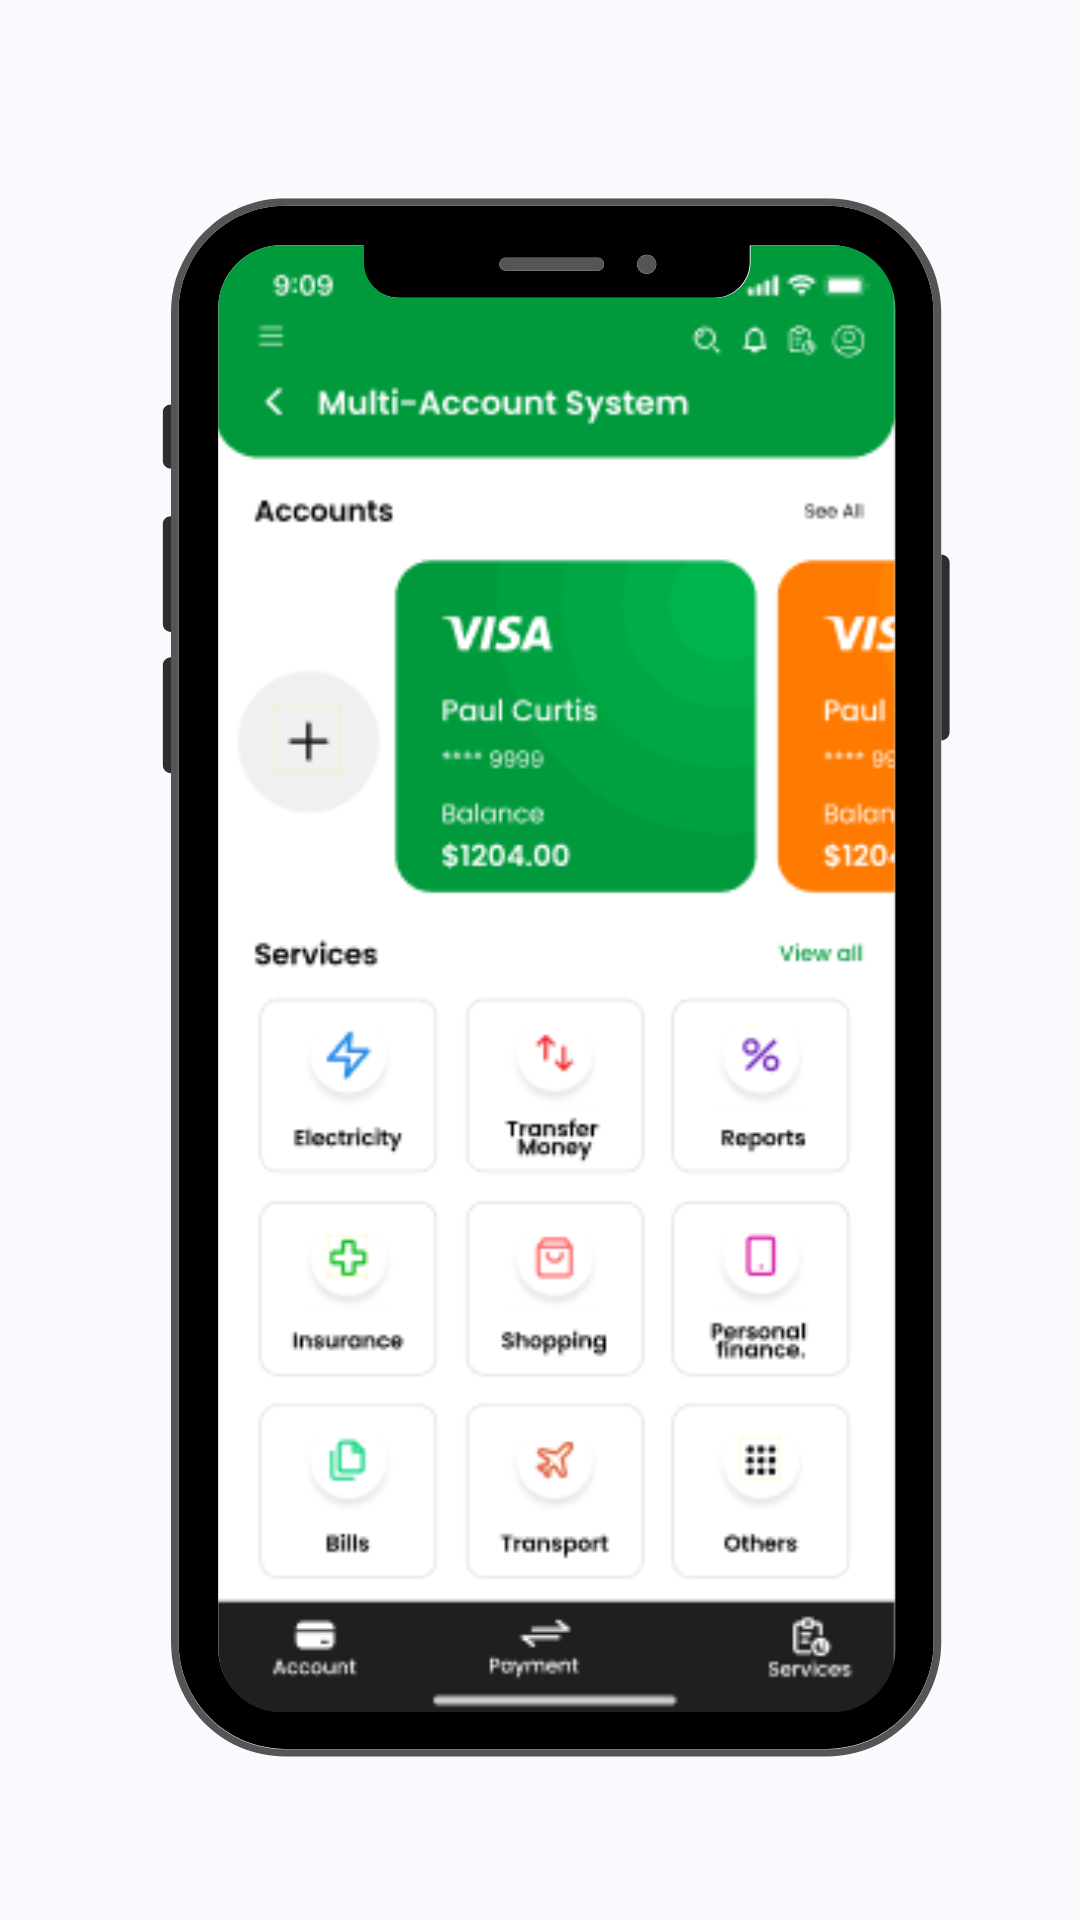 9:09
Multi-Account System
Accounts
See All
VISA
Paul Curtis
**** 9999
Balance
$1204.00
VIS
Paul
**** 99
Balan
$120
Services
View all
Electricity
Transfer
Money
Reports
Insurance
Shopping
Personal
finance.
Bills
Transport
Others
Account
Payment
Services